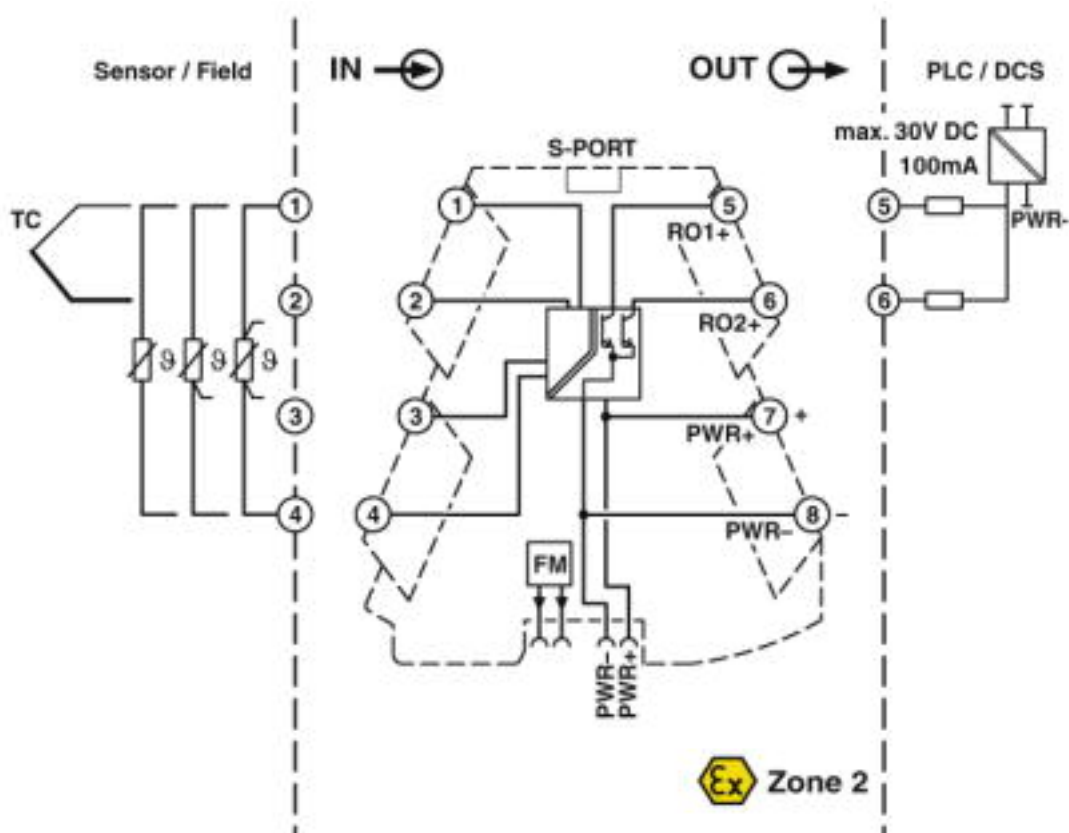 Sensor / Field
IN
OUT
PLC / DCS
max. 30V DC
100mA
S-PORT
TC
1
1
5
5
RO1+
PWR-
2
2
6
6
RO2+
ϑ
ϑ
ϑ
3
3
7
+
PWR+
4
4
8
–
PWR–
FM
PWR–
PWR+
Ex
Zone 2